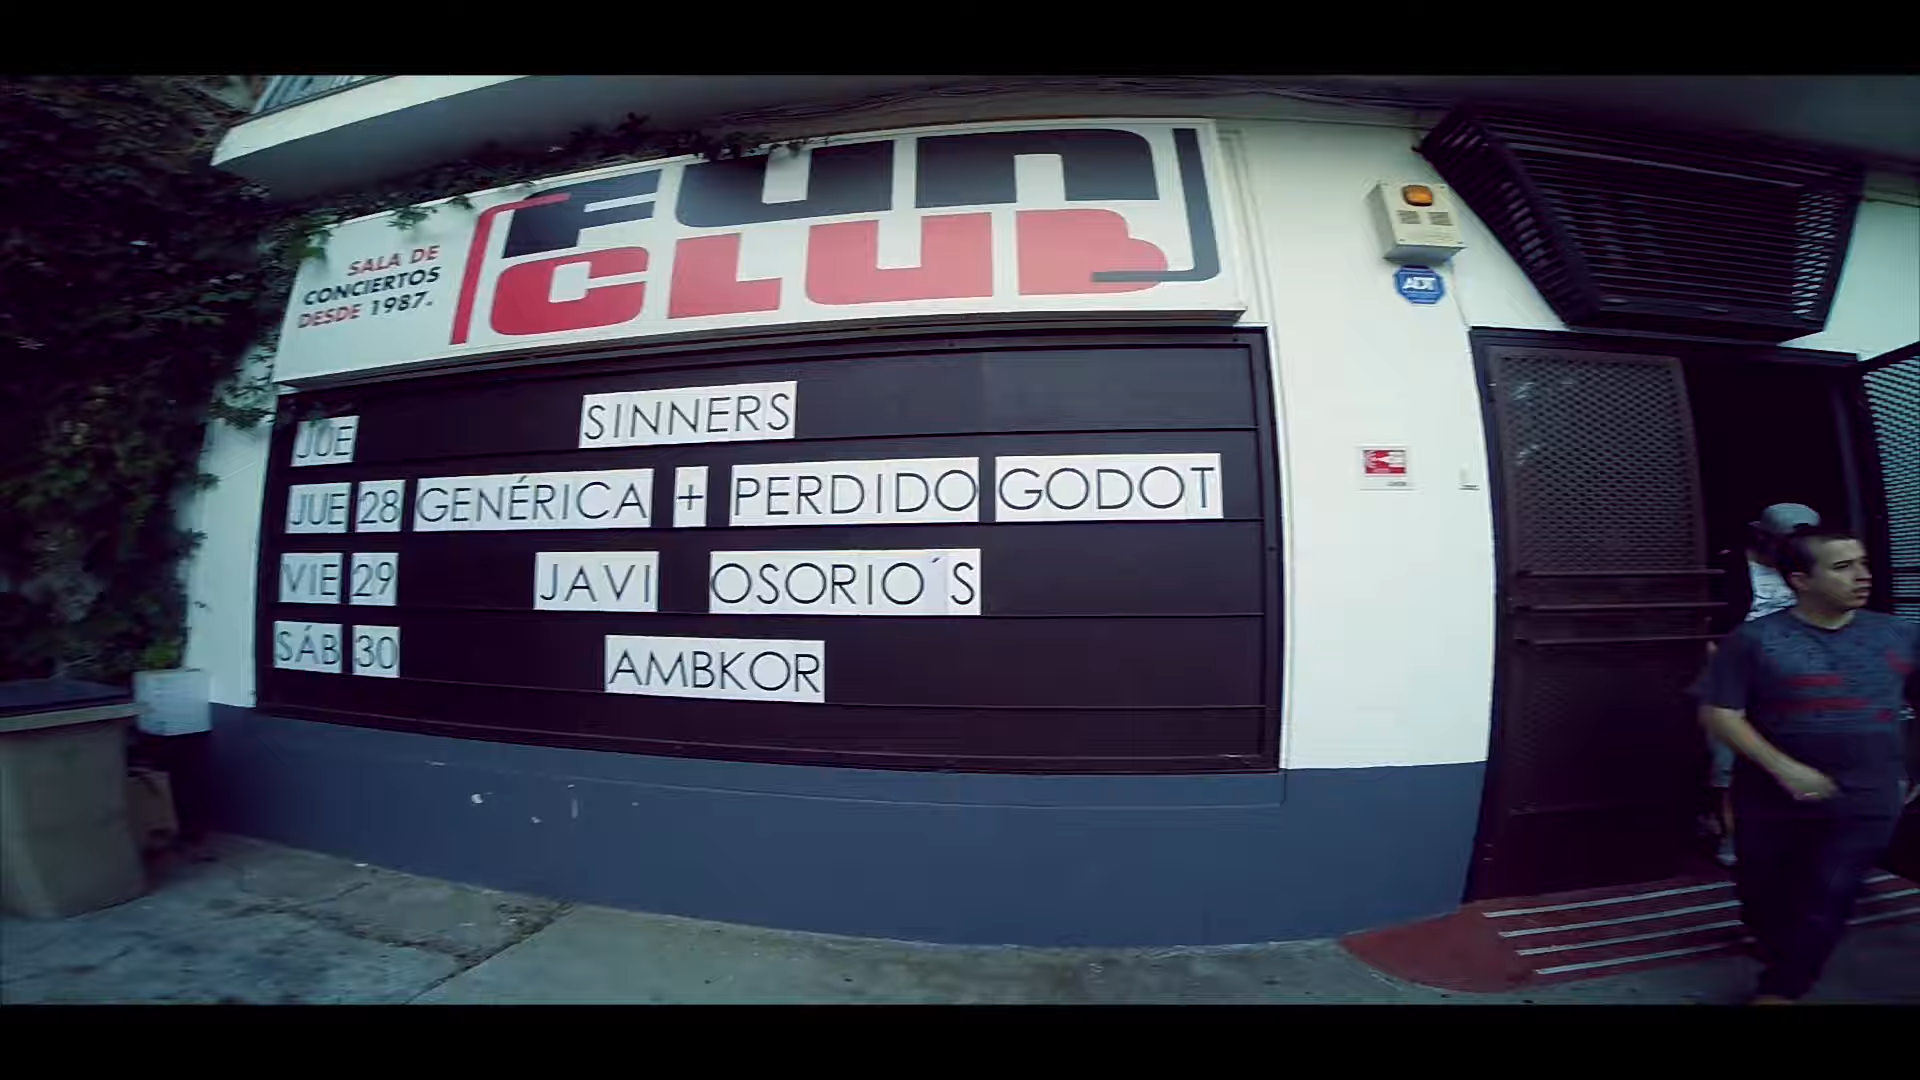 FUN
CLUB
SALA DE
CONCIERTOS
DESDE 1987.
JUE SINNERS
JUE 28 GENÉRICA + PERDIDO GODOT
VIE 29 JAVI OSORIO´S
SÁB 30 AMBKOR
ADT